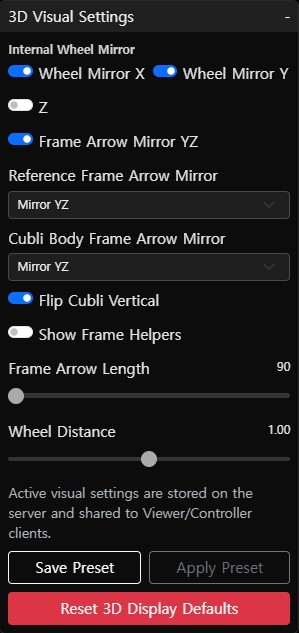 3D Visual Settings -
Internal Wheel Mirror
Wheel Mirror X Wheel Mirror Y
Z
Frame Arrow Mirror YZ
Reference Frame Arrow Mirror
Mirror YZ
Cubli Body Frame Arrow Mirror
Mirror YZ
Flip Cubli Vertical
Show Frame Helpers
Frame Arrow Length 90
Wheel Distance 1.00
Active visual settings are stored on the
server and shared to Viewer/Controller
clients.
Save Preset Apply Preset
Reset 3D Display Defaults